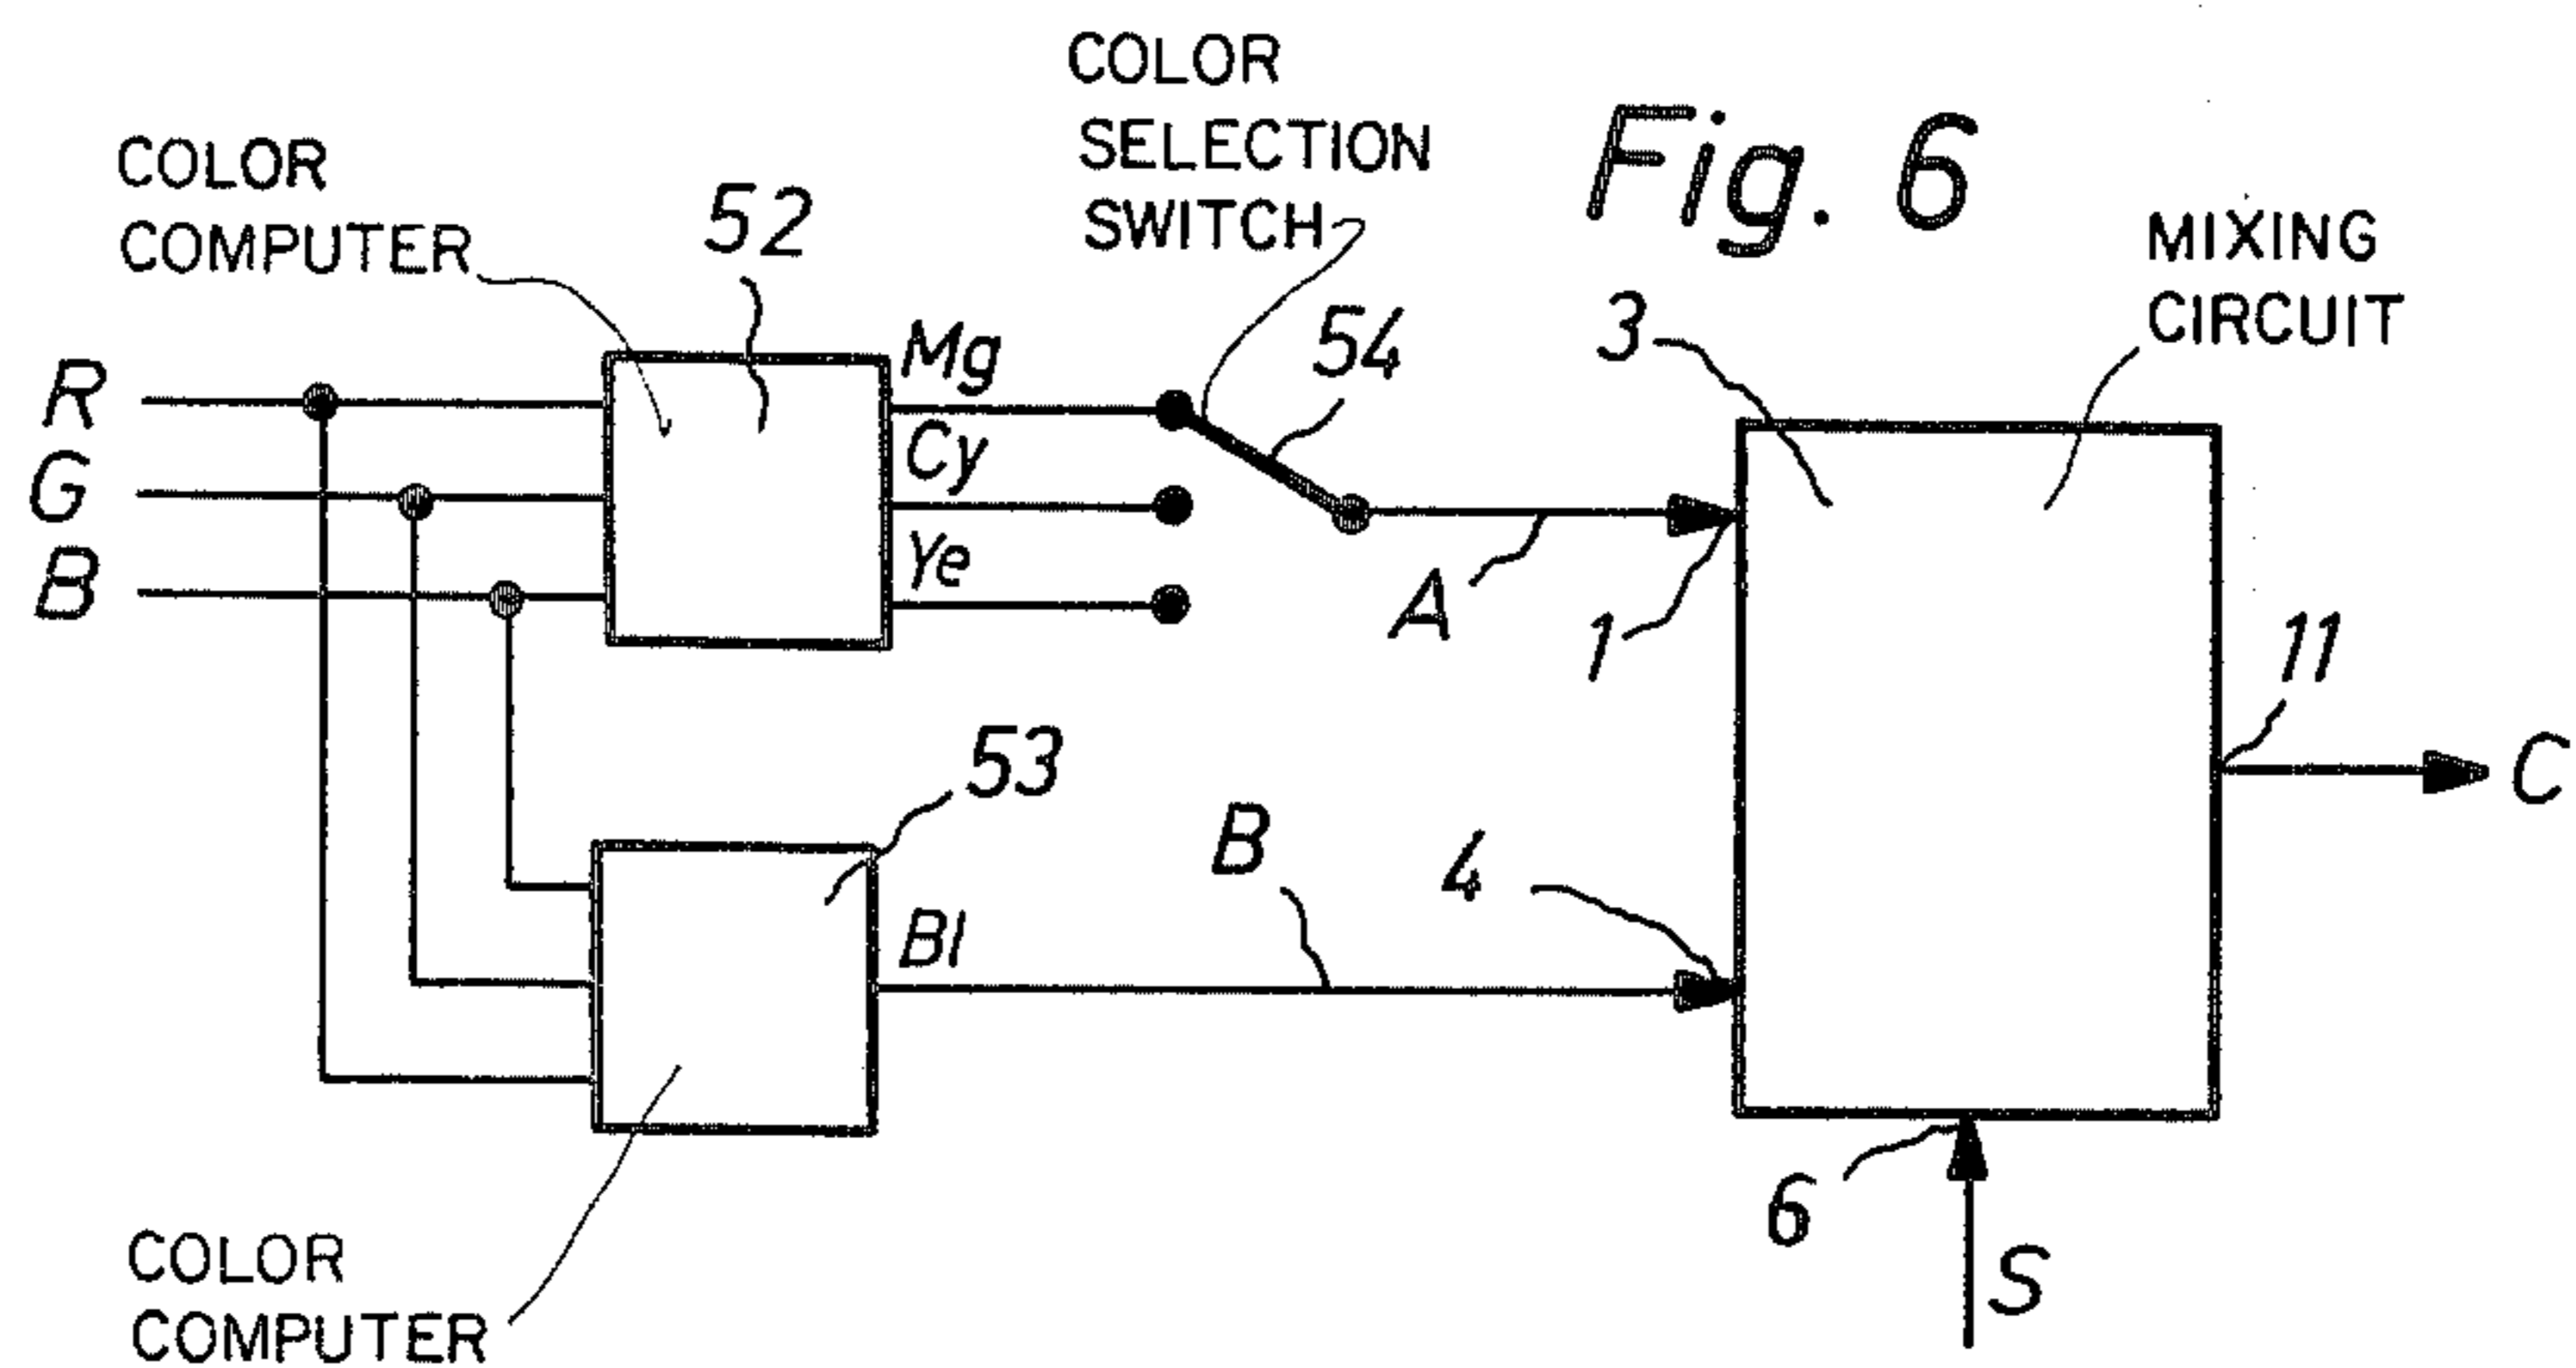 COLOR
SELECTION
SWITCH
Fig. 6
COLOR
COMPUTER
52
54
3
MIXING
CIRCUIT
R
G
B
Mg
Cy
Ye
A
1
11
C
53
Bl
B
4
6
S
COLOR
COMPUTER